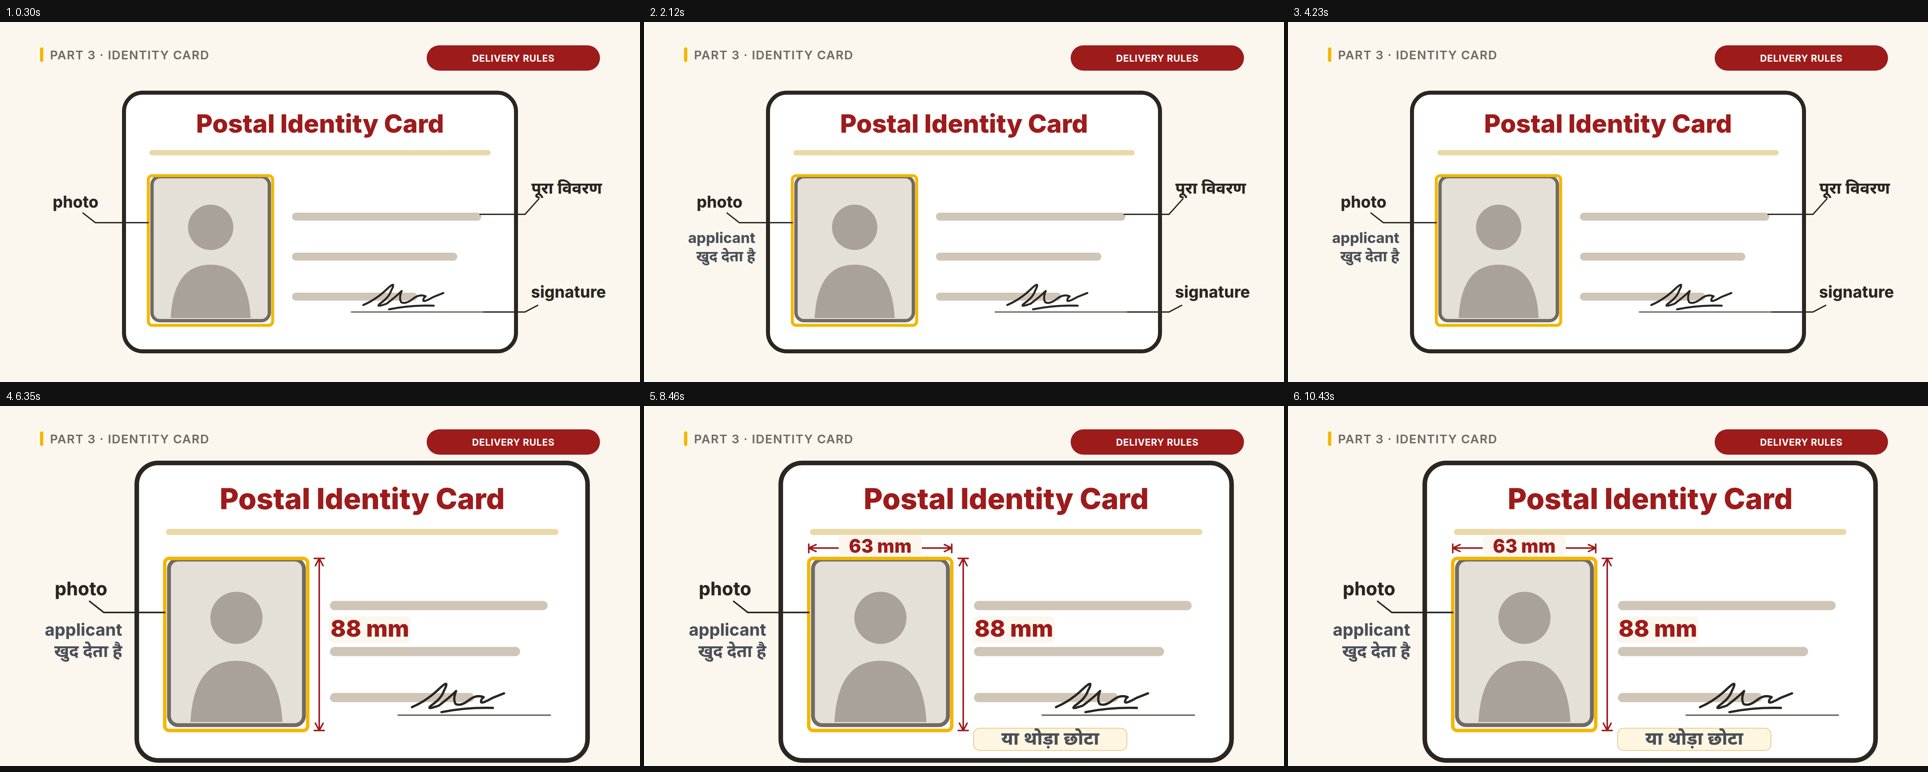 1. 0.30s
PART 3 · IDENTITY CARD
DELIVERY RULES
Postal Identity Card
photo
पूरा विवरण
signature
2. 2.12s
PART 3 · IDENTITY CARD
DELIVERY RULES
Postal Identity Card
photo
applicant
खुद देता है
पूरा विवरण
signature
3. 4.23s
PART 3 · IDENTITY CARD
DELIVERY RULES
Postal Identity Card
photo
applicant
खुद देता है
पूरा विवरण
signature
4. 6.35s
PART 3 · IDENTITY CARD
DELIVERY RULES
Postal Identity Card
photo
applicant
खुद देता है
88 mm
5. 8.46s
PART 3 · IDENTITY CARD
DELIVERY RULES
Postal Identity Card
63 mm
photo
applicant
खुद देता है
88 mm
या थोड़ा छोटा
6. 10.43s
PART 3 · IDENTITY CARD
DELIVERY RULES
Postal Identity Card
63 mm
photo
applicant
खुद देता है
88 mm
या थोड़ा छोटा